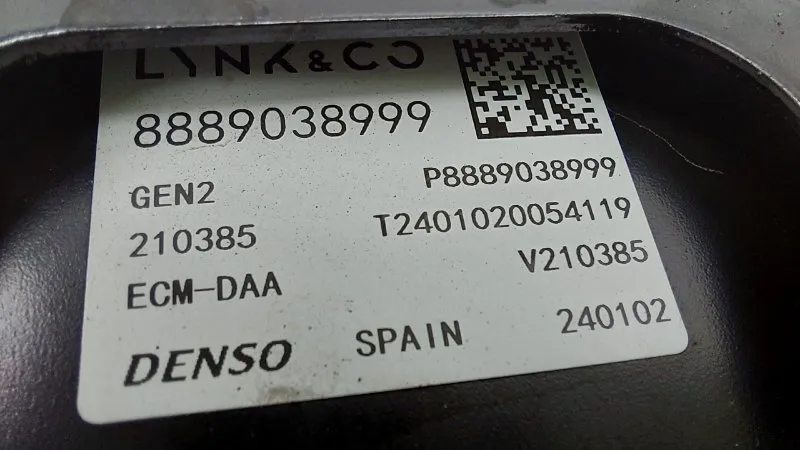 LYNK & CO
8889038999
GEN2
210385
ECM-DAA
P8889038999
T2401020054119
V210385
DENSO
SPAIN
240102